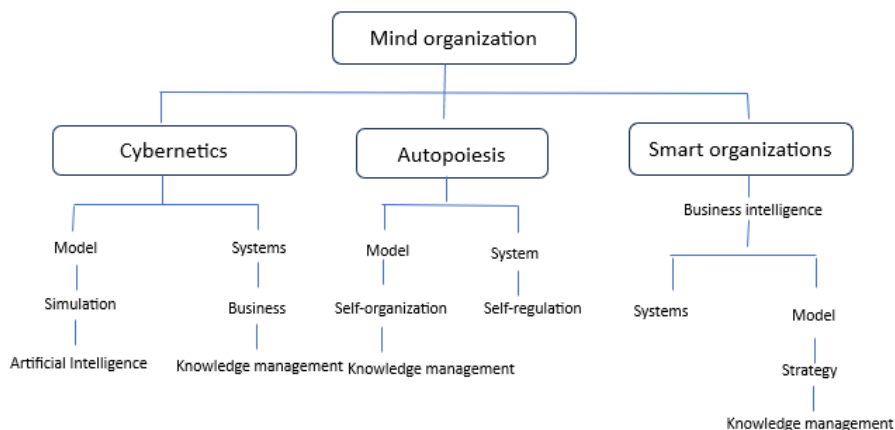 Mind organization
Cybernetics
Autopoiesis
Smart organizations
Business intelligence
Model
Systems
Model
System
Simulation
Business
Self-organization
Self-regulation
Systems
Model
Artificial Intelligence
Knowledge management
Knowledge management
Strategy
Knowledge management